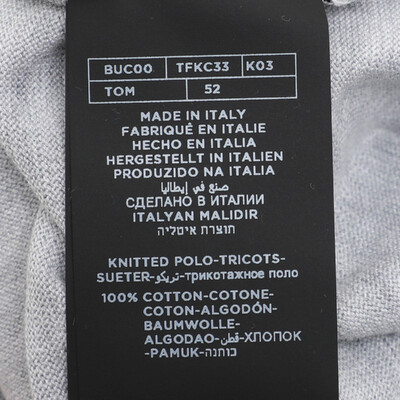 BUC00 TFKC33 K03
TOM 52
MADE IN ITALY
FABRIQUÉ EN ITALIE
HECHO EN ITALIA
HERGESTELLT IN ITALIEN
PRODUZIDO NA ITALIA
صنع في إيطاليا
СДЕЛАНО В ИТАЛИИ
ITALYAN MALIDIR
תוצרת איטליה
KNITTED POLO-TRICOTS-
SUETER-تريكو-трикотажное поло
100% COTTON-COTONE-
COTON-ALGODÓN-
BAUMWOLLE-
ALGODAO-قطن-ХЛОПОК
-PAMUK-כותנה